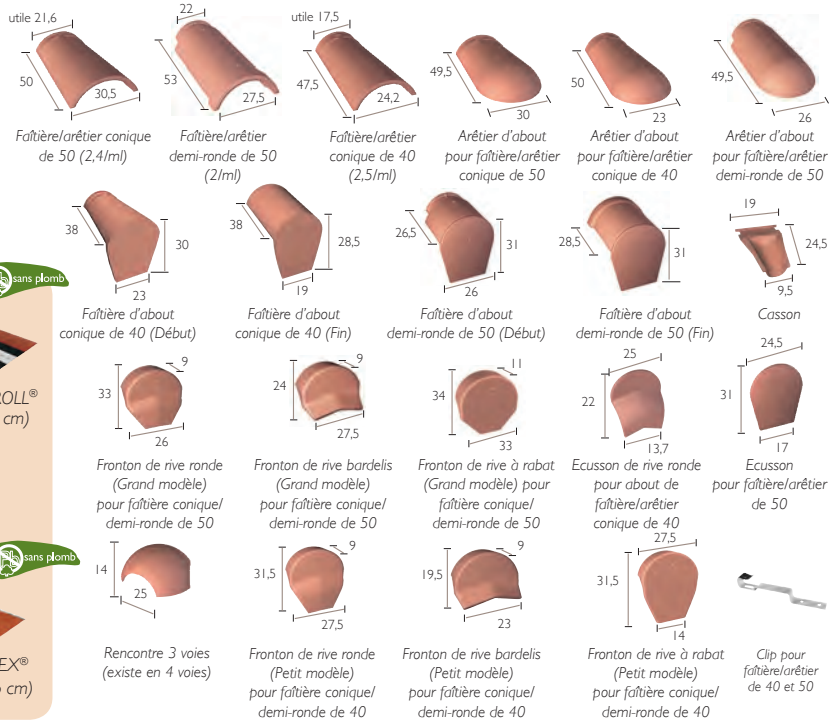 utile 21,6
50
30,5
Faîtière/arêtier conique
de 50 (2,4/ml)
22
53
27,5
Faîtière/arêtier
demi-ronde de 50
(2/ml)
utile 17,5
47,5
24,2
Faîtière/arêtier
conique de 40
(2,5/ml)
49,5
30
Arêtier d'about
pour faîtière/arêtier
conique de 50
50
23
Arêtier d'about
pour faîtière/arêtier
conique de 40
49,5
26
Arêtier d'about
pour faîtière/arêtier
demi-ronde de 50
38
30
23
Faîtière d'about
conique de 40 (Début)
38
28,5
19
Faîtière d'about
conique de 40 (Fin)
26,5
31
26
Faîtière d'about
demi-ronde de 50 (Début)
28,5
31
Faîtière d'about
demi-ronde de 50 (Fin)
19
24,5
9,5
Casson
sans plomb
ROLL®
cm)
9
33
26
Fronton de rive ronde
(Grand modèle)
pour faîtière conique/
demi-ronde de 50
9
24
27,5
Fronton de rive bardelis
(Grand modèle)
pour faîtière conique/
demi-ronde de 50
11
34
33
Fronton de rive à rabat
(Grand modèle) pour
faîtière conique/
demi-ronde de 50
25
22
13,7
Ecusson de rive ronde
pour about de
faîtière/arêtier
conique de 40
24,5
31
17
Ecusson
pour faîtière/arêtier
de 50
sans plomb
EX®
cm)
14
25
Rencontre 3 voies
(existe en 4 voies)
9
31,5
27,5
Fronton de rive ronde
(Petit modèle)
pour faîtière conique/
demi-ronde de 40
9
19,5
23
Fronton de rive bardelis
(Petit modèle)
pour faîtière conique/
demi-ronde de 40
27,5
31,5
14
Fronton de rive à rabat
(Petit modèle)
pour faîtière conique/
demi-ronde de 40
Clip pour
faîtière/arêtier
de 40 et 50